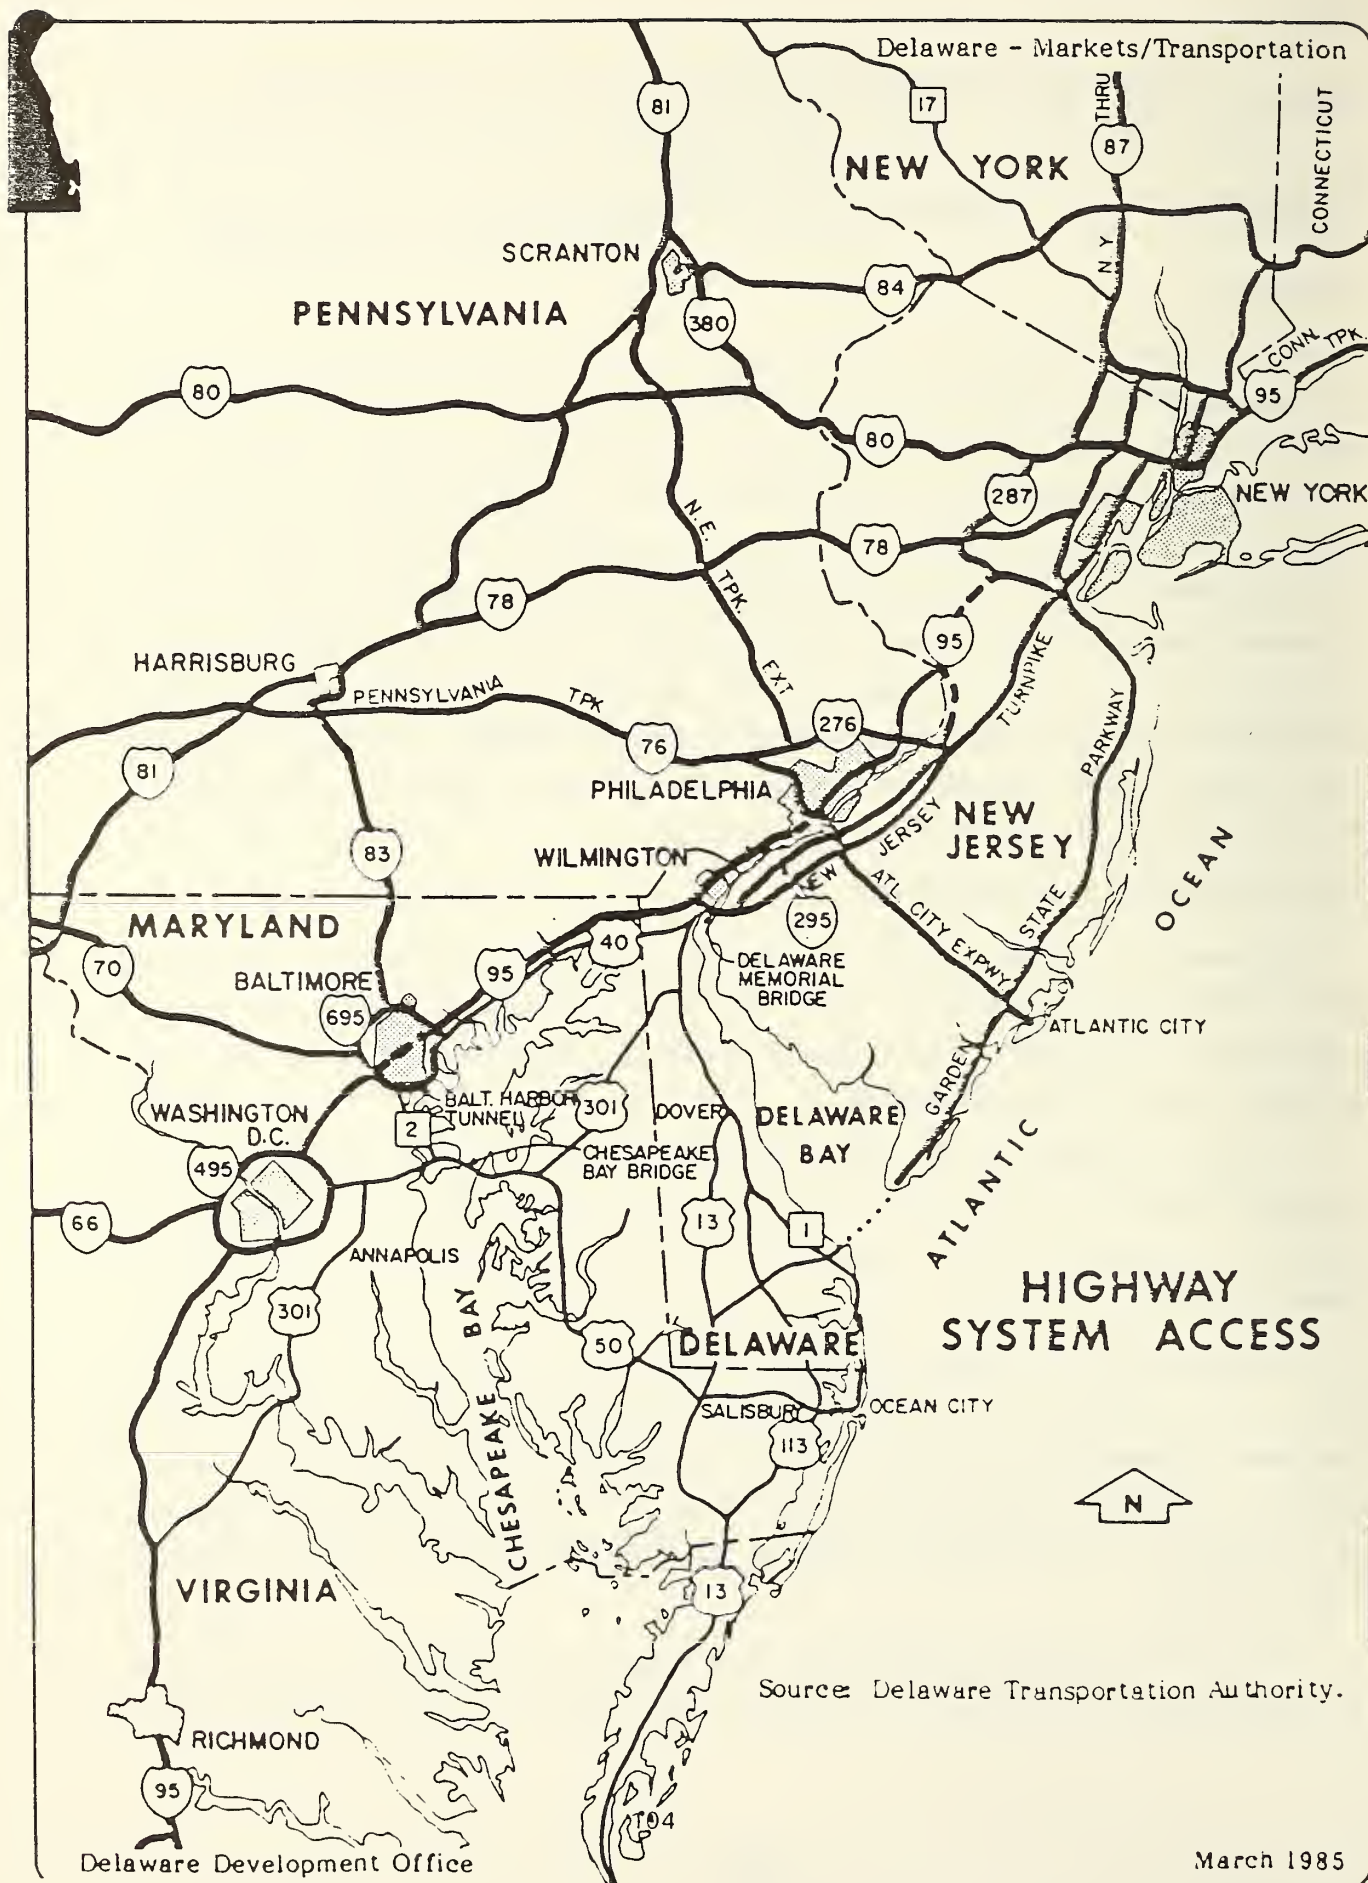 Delaware - Markets/Transportation
81
17
THRU
87
CONNECTICUT
NEW YORK
SCRANTON
N Y
84
PENNSYLVANIA
380
CONN. TPK.
80
95
80
287
NEW YORK
N.E. TPK. EXT
78
78
95
HARRISBURG
PENNSYLVANIA TPK
TURNPIKE
276
76
81
PARKWAY
PHILADELPHIA
NEW
JERSEY
JERSEY
83
WILMINGTON
NEW
OCEAN
ATL. CITY EXPWY
STATE
MARYLAND
40
295
70
95
DELAWARE
MEMORIAL
BRIDGE
BALTIMORE
695
ATLANTIC CITY
GARDEN
BALT. HARBOR
TUNNEL
301
DOVER
DELAWARE
BAY
WASHINGTON
D.C.
2
CHESAPEAKE
BAY BRIDGE
495
ATLANTIC
66
13
1
ANNAPOLIS
301
HIGHWAY
SYSTEM ACCESS
CHESAPEAKE BAY
50
DELAWARE
SALISBURY
OCEAN CITY
113
N
VIRGINIA
13
Source: Delaware Transportation Authority.
RICHMOND
95
104
Delaware Development Office
March 1985